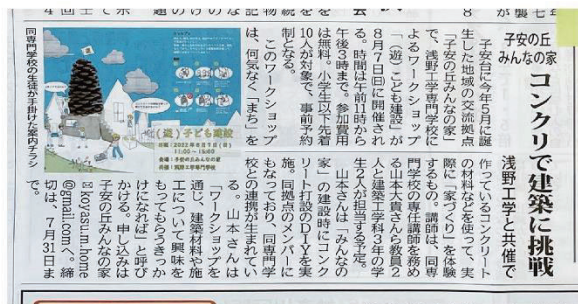 子安の丘
みんなの家
コンクリで建築に挑戦
浅野工学と共催で
子安台に今年5月に誕
生した地域の交流拠点
「子安の丘みんなの家」
で、浅野工学専門学校に
よるワークショップ
「(遊)こども建設」が
8月7日㈰に開催され
る。時間は午前11時から
午後3時まで。参加費用
は無料。小学生以下先着
10人が対象で、事前予約
制となる。
このワークショップ
は、何気なく「まち」を
作っているコンクリート
の材料などを使って、実
際に「家づくり」を体験
するもの。講師は、同専
門学校の専任講師を務め
る山本大貴さんら教員2
人と建築工学科3年の学
生2人が担当する予定。
山本さんは「みんなの
家」の建設時にコンク
リート打設のDIYを実
施。同拠点のメンバーに
もなっており、同専門学
校との連携が生まれてい
る。山本さんは
「ワークショップを
通じ、建築材料や施
工について興味を
もってもらうきっか
けになれば」と呼び
かける。申し込みは
子安の丘みんなの家
✉koyasu.m.home
@gmail.comへ。締
切は、7月31日ま
で。
(遊)子ども建設
同専門学校の生徒が手掛けた案内チラシ